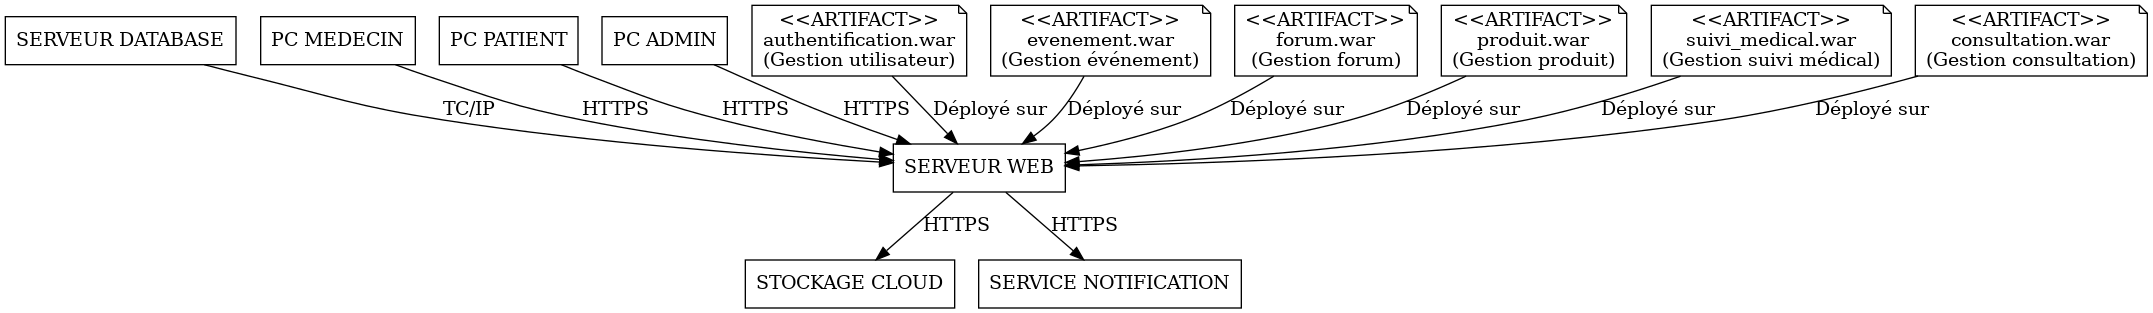 SERVEUR DATABASE
PC MEDECIN
PC PATIENT
PC ADMIN
<<ARTIFACT>>
authentification.war
(Gestion utilisateur)
<<ARTIFACT>>
evenement.war
(Gestion événement)
<<ARTIFACT>>
forum.war
(Gestion forum)
<<ARTIFACT>>
produit.war
(Gestion produit)
<<ARTIFACT>>
suivi_medical.war
(Gestion suivi médical)
<<ARTIFACT>>
consultation.war
(Gestion consultation)
TC/IP
HTTPS
HTTPS
HTTPS
Déployé sur
Déployé sur
Déployé sur
Déployé sur
Déployé sur
Déployé sur
SERVEUR WEB
HTTPS
HTTPS
STOCKAGE CLOUD
SERVICE NOTIFICATION